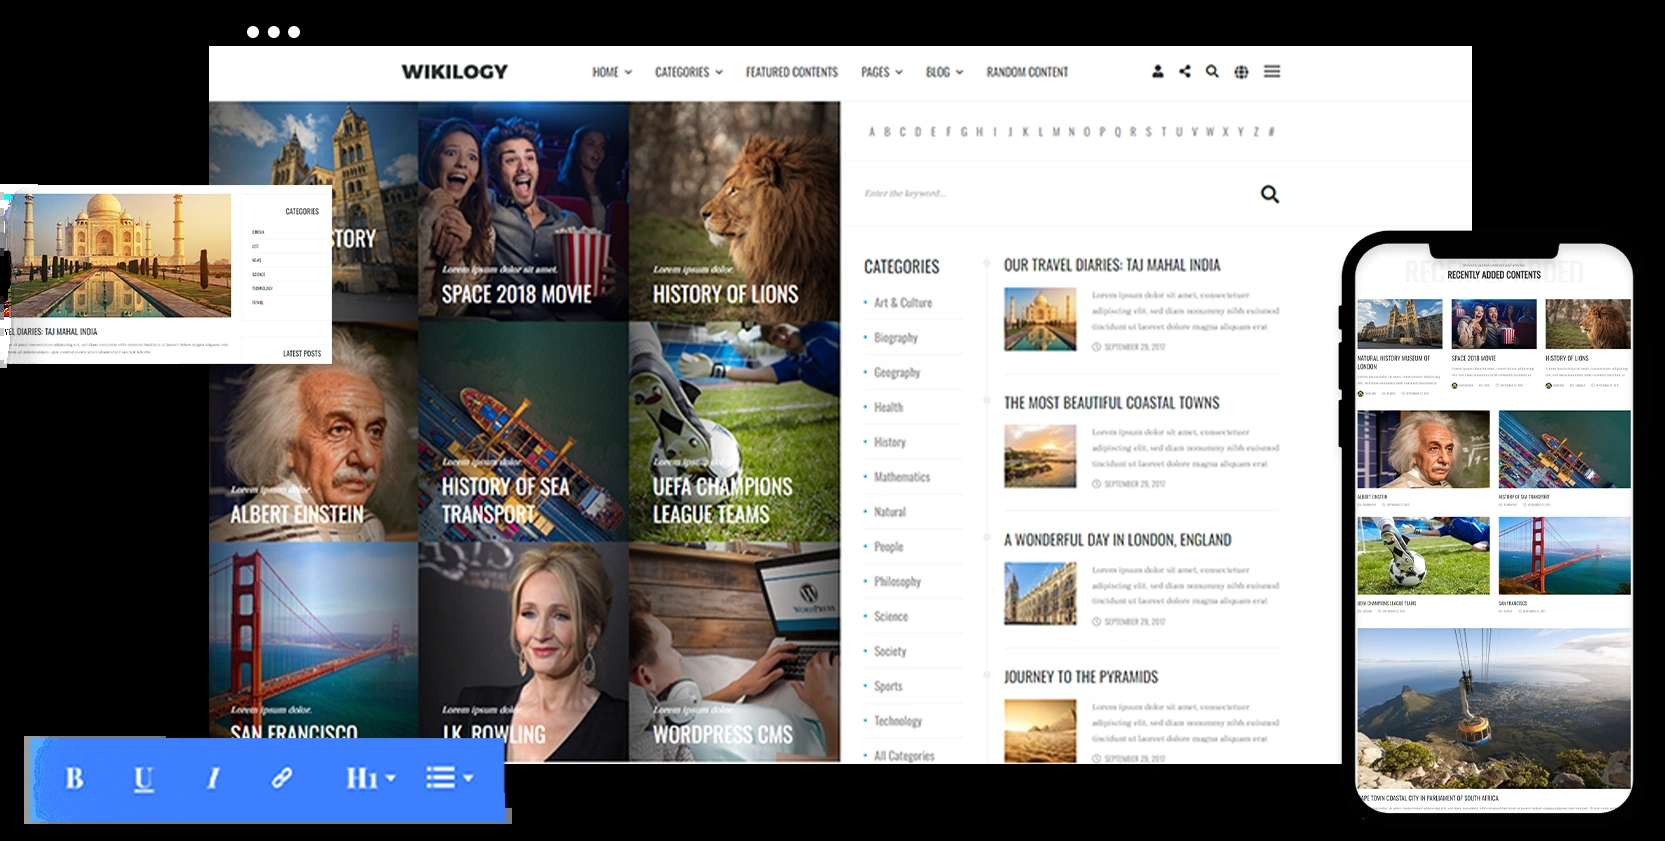 WIKILOGY
HOME
CATEGORIES
FEATURED CONTENTS
PAGES
BLOG
RANDOM CONTENT
TORY
Lorem ipsum dolor sit amet.
SPACE 2018 MOVIE
Lorem ipsum dolor.
HISTORY OF LIONS
Lorem ipsum dolor.
ALBERT EINSTEIN
Lorem ipsum dolor.
HISTORY OF SEA
TRANSPORT
Lorem ipsum dolor.
UEFA CHAMPIONS
LEAGUE TEAMS
Lorem ipsum dolor.
SAN FRANCISCO
Lorem ipsum dolor.
J.K. ROWLING
WORDPRESS
Lorem ipsum dolor.
WORDPRESS CMS
A B C D E F G H I J K L M N O P Q R S T U V W X Y Z #
Enter the keyword...
CATEGORIES
Art & Culture
Biography
Geography
Health
History
Mathematics
Natural
People
Philosophy
Science
Society
Sports
Technology
All Categories
OUR TRAVEL DIARIES: TAJ MAHAL INDIA
Lorem ipsum dolor sit amet, consectetuer
adipiscing elit, sed diam nonummy nibh euismod
tincidunt ut laoreet dolore magna aliquam erat
SEPTEMBER 29, 2017
THE MOST BEAUTIFUL COASTAL TOWNS
Lorem ipsum dolor sit amet, consectetuer
adipiscing elit, sed diam nonummy nibh euismod
tincidunt ut laoreet dolore magna aliquam erat
SEPTEMBER 29, 2017
A WONDERFUL DAY IN LONDON, ENGLAND
Lorem ipsum dolor sit amet, consectetuer
adipiscing elit, sed diam nonummy nibh euismod
tincidunt ut laoreet dolore magna aliquam erat
SEPTEMBER 29, 2017
JOURNEY TO THE PYRAMIDS
Lorem ipsum dolor sit amet, consectetuer
adipiscing elit, sed diam nonummy nibh euismod
tincidunt ut laoreet dolore magna aliquam erat
SEPTEMBER 29, 2017
CATEGORIES
CINEMA
LIST
NEWS
SCIENCE
TECHNOLOGY
TRAVEL
VEL DIARIES: TAJ MAHAL INDIA
LATEST POSTS
B U I H1
RECENTLY ADDED CONTENTS
NATURAL HISTORY MUSEUM OF
LONDON
SPACE 2018 MOVIE
HISTORY OF LIONS
ALBERT EINSTEIN
HISTORY OF SEA TRANSPORT
UEFA CHAMPIONS LEAGUE TEAMS
SAN FRANCISCO
CAPE TOWN COASTAL CITY IN PARLIAMENT OF SOUTH AFRICA